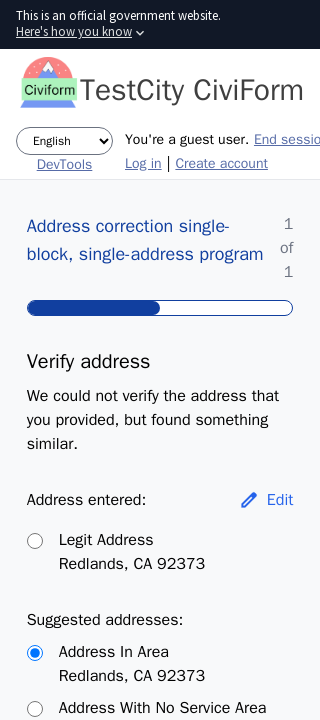 This is an official government website.
Here's how you know
Civiform
TestCity CiviForm
English
You're a guest user. End sessio
DevTools
Log in | Create account
Address correction single-
block, single-address program
1
of
1
Verify address
We could not verify the address that
you provided, but found something
similar.
Address entered:
Edit
Legit Address
Redlands, CA 92373
Suggested addresses:
Address In Area
Redlands, CA 92373
Address With No Service Area